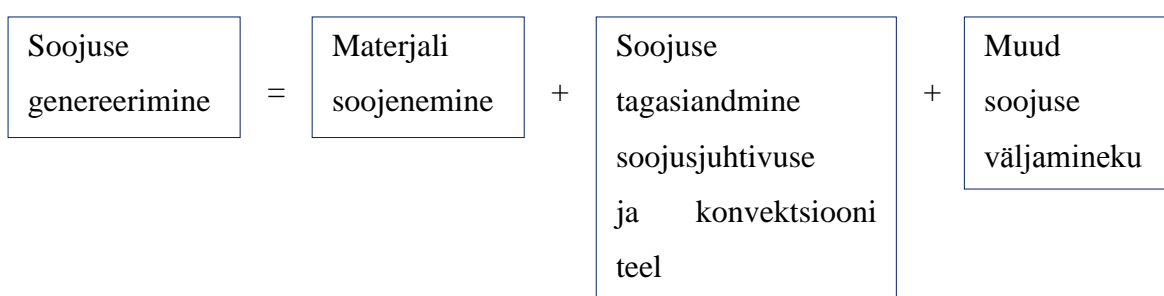 Soojuse
genereerimine
=
Materjali
soojenemine
+
Soojuse
tagasiandmine
soojusjuhtivuse
ja konvektsiooni
teel
+
Muud
soojuse
väljamineku